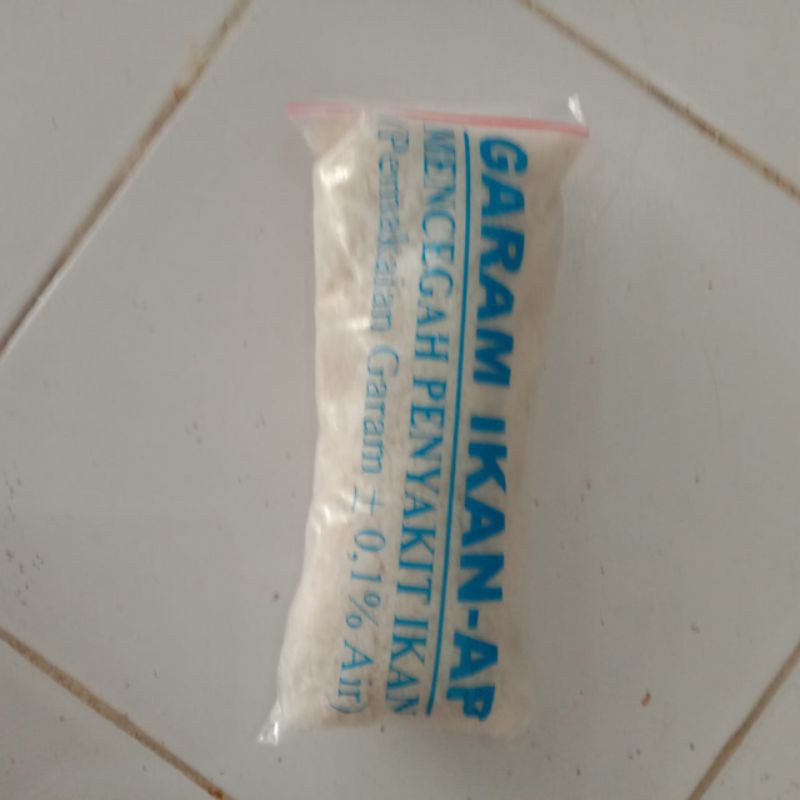 GARAM IKAN-AP
MENCEGAH PENYAKIT IKAN
(Pemakaian Garam ± 0,1% Air)